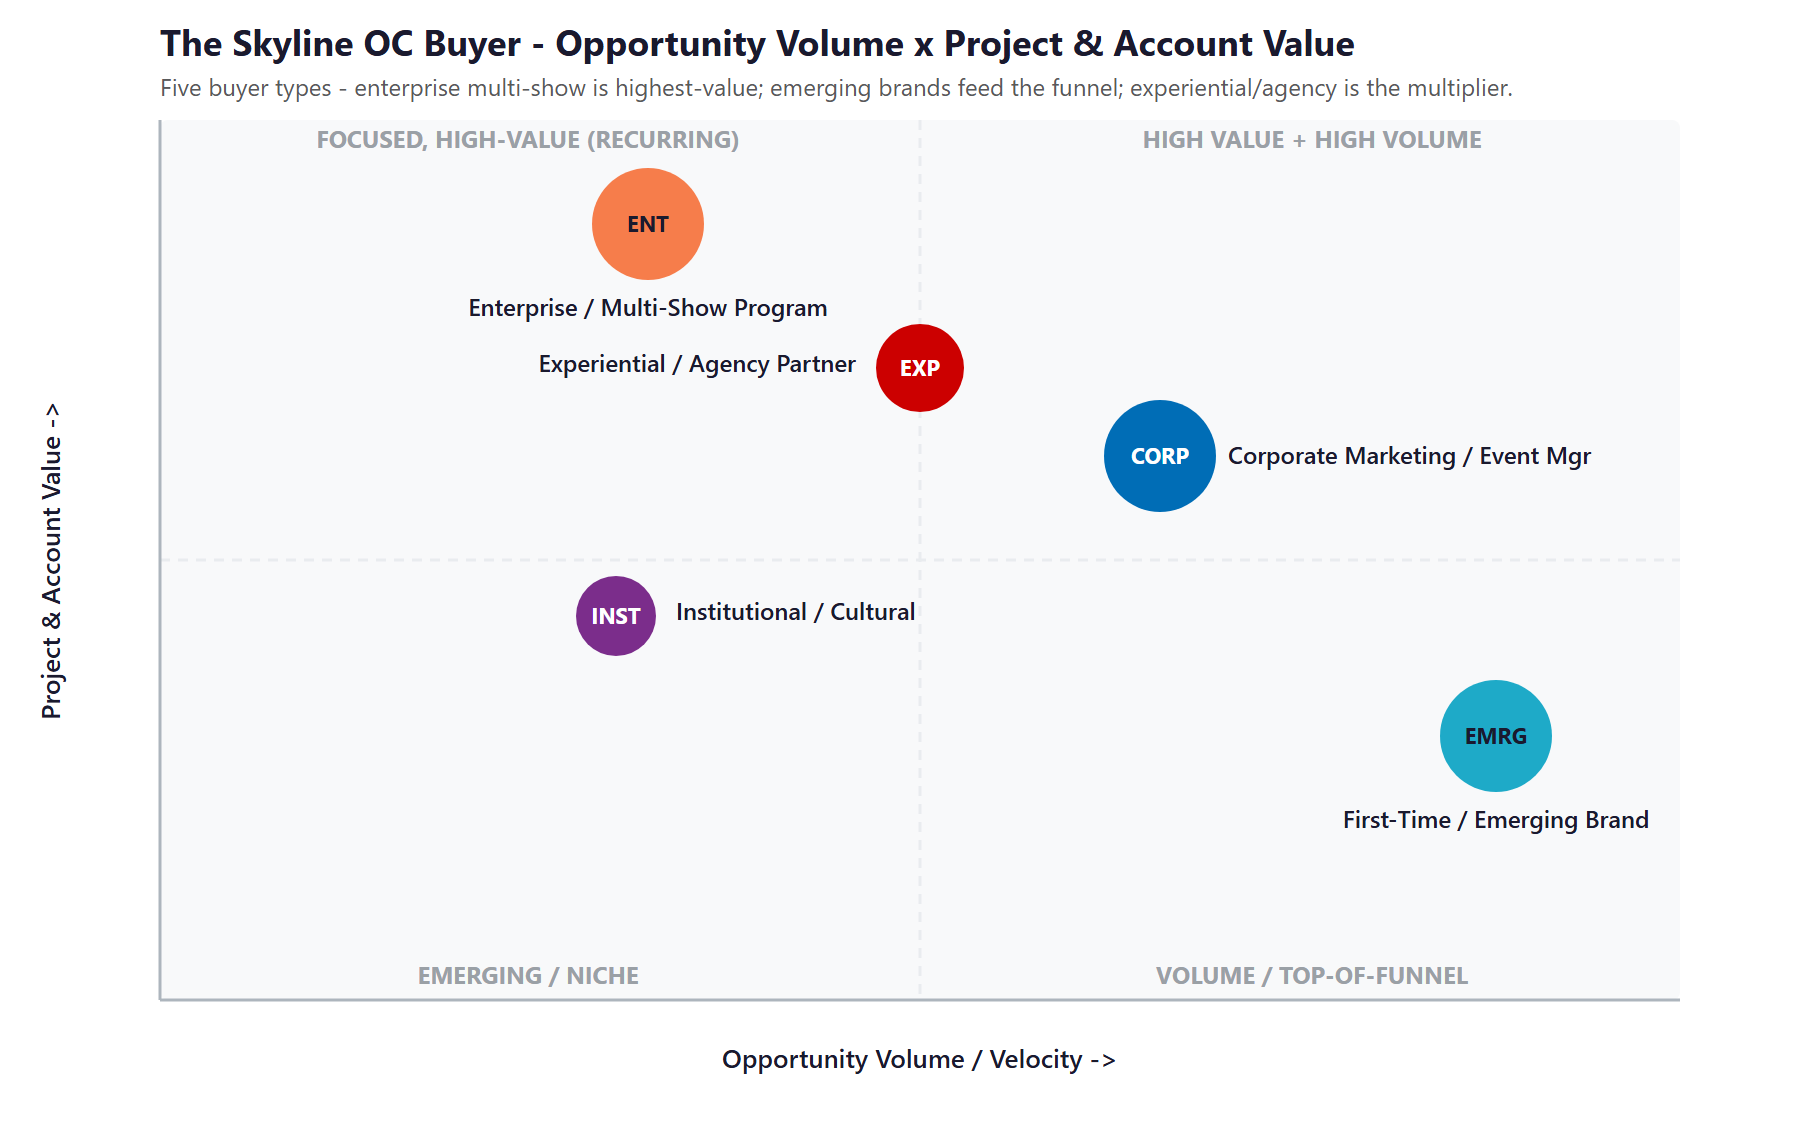 The Skyline OC Buyer - Opportunity Volume x Project & Account Value
Five buyer types - enterprise multi-show is highest-value; emerging brands feed the funnel; experiential/agency is the multiplier.
FOCUSED, HIGH-VALUE (RECURRING)
HIGH VALUE + HIGH VOLUME
ENT
Enterprise / Multi-Show Program
Experiential / Agency Partner
EXP
CORP
Corporate Marketing / Event Mgr
Project & Account Value ->
INST
Institutional / Cultural
EMRG
First-Time / Emerging Brand
EMERGING / NICHE
VOLUME / TOP-OF-FUNNEL
Opportunity Volume / Velocity ->